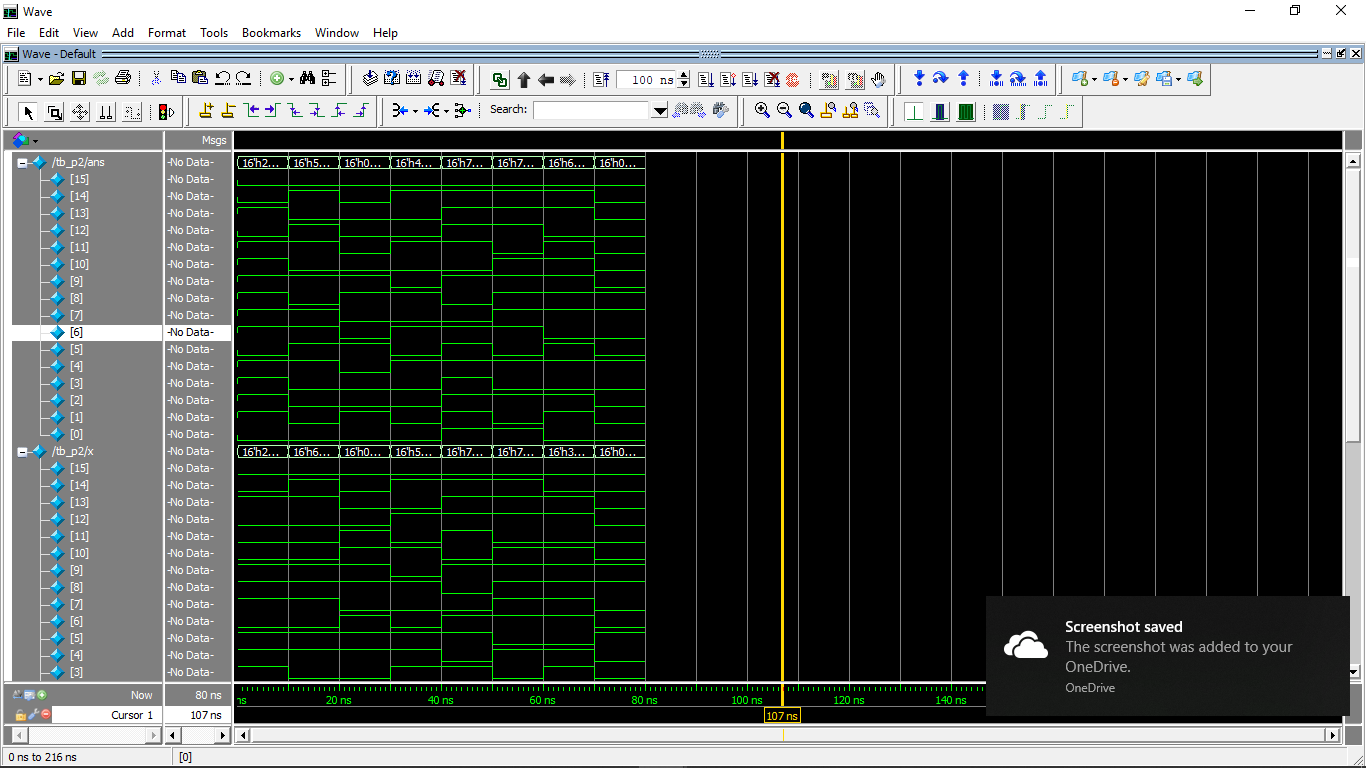 Wave
File Edit View Add Format Tools Bookmarks Window Help
Wave - Default
100 ns
Search:
Msgs
/tb_p2/ans -No Data- 16'h2... 16'h5... 16'h0... 16'h4... 16'h7... 16'h7... 16'h6... 16'h0...
[15] -No Data-
[14] -No Data-
[13] -No Data-
[12] -No Data-
[11] -No Data-
[10] -No Data-
[9] -No Data-
[8] -No Data-
[7] -No Data-
[6] -No Data-
[5] -No Data-
[4] -No Data-
[3] -No Data-
[2] -No Data-
[1] -No Data-
[0] -No Data-
/tb_p2/x -No Data- 16'h2... 16'h6... 16'h0... 16'h5... 16'h7... 16'h7... 16'h3... 16'h0...
[15] -No Data-
[14] -No Data-
[13] -No Data-
[12] -No Data-
[11] -No Data-
[10] -No Data-
[9] -No Data-
[8] -No Data-
[7] -No Data-
[6] -No Data-
[5] -No Data-
[4] -No Data-
[3] -No Data-
Screenshot saved
The screenshot was added to your
OneDrive.
OneDrive
Now 80 ns ns 20 ns 40 ns 60 ns 80 ns 100 ns 120 ns 140 ns
Cursor 1 107 ns 107 ns
0 ns to 216 ns [0]